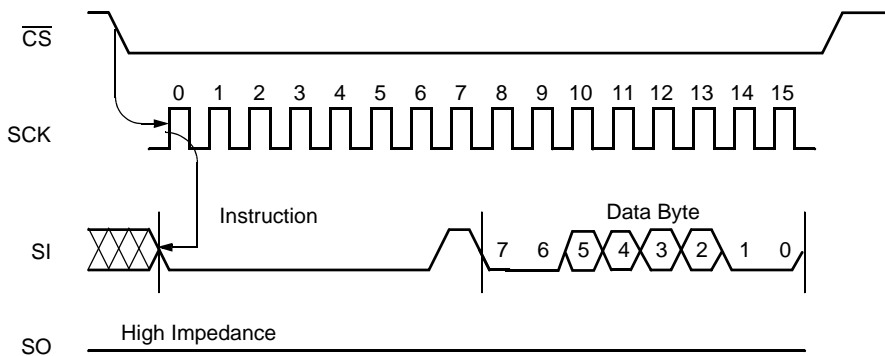 CS
0 1 2 3 4 5 6 7 8 9 10 11 12 13 14 15
SCK
Instruction
Data Byte
SI
7 6 5 4 3 2 1 0
High Impedance
SO